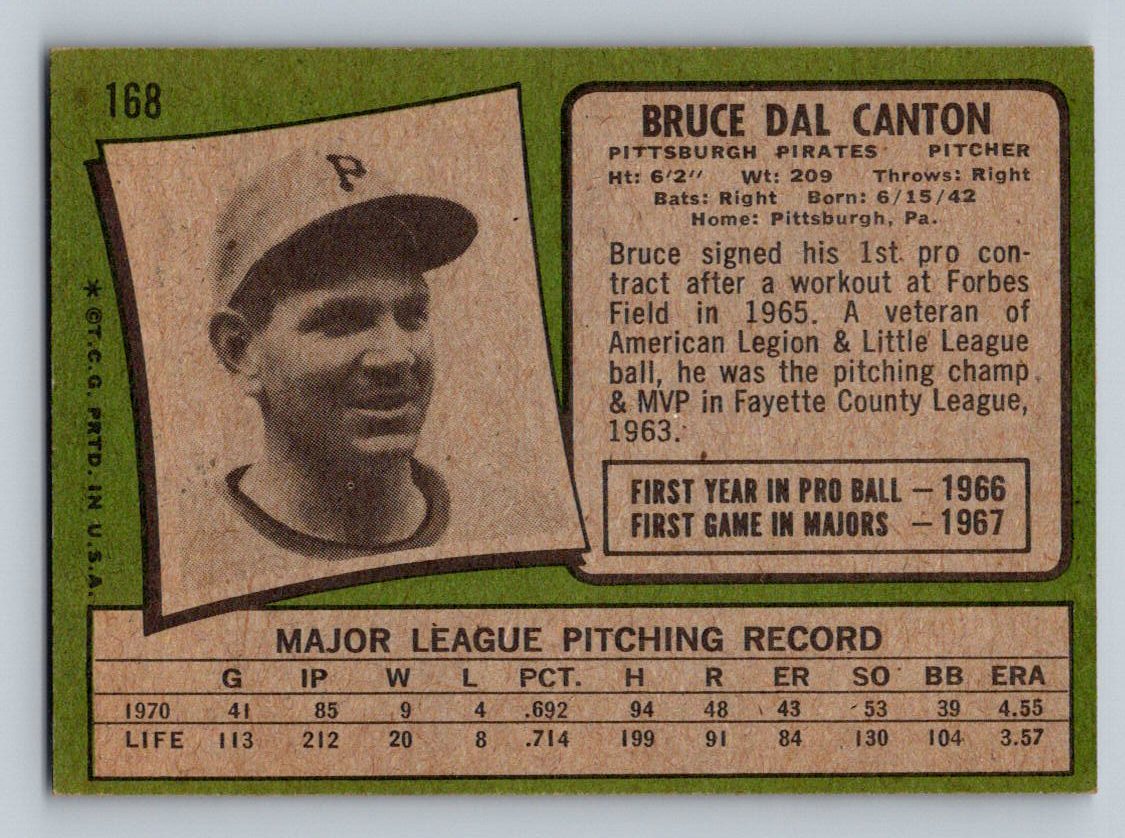 168
P
* ©T.C.G. PRTD. IN U.S.A.
BRUCE DAL CANTON
PITTSBURGH PIRATES PITCHER
Ht: 6'2" Wt: 209 Throws: Right
Bats: Right Born: 6/15/42
Home: Pittsburgh, Pa.
Bruce signed his 1st pro con-
tract after a workout at Forbes
Field in 1965. A veteran of
American Legion & Little League
ball, he was the pitching champ
& MVP in Fayette County League,
1963.
FIRST YEAR IN PRO BALL – 1966
FIRST GAME IN MAJORS – 1967
MAJOR LEAGUE PITCHING RECORD
G IP W L PCT. H R ER SO BB ERA
1970 41 85 9 4 .692 94 48 43 53 39 4.55
LIFE 113 212 20 8 .714 199 91 84 130 104 3.57